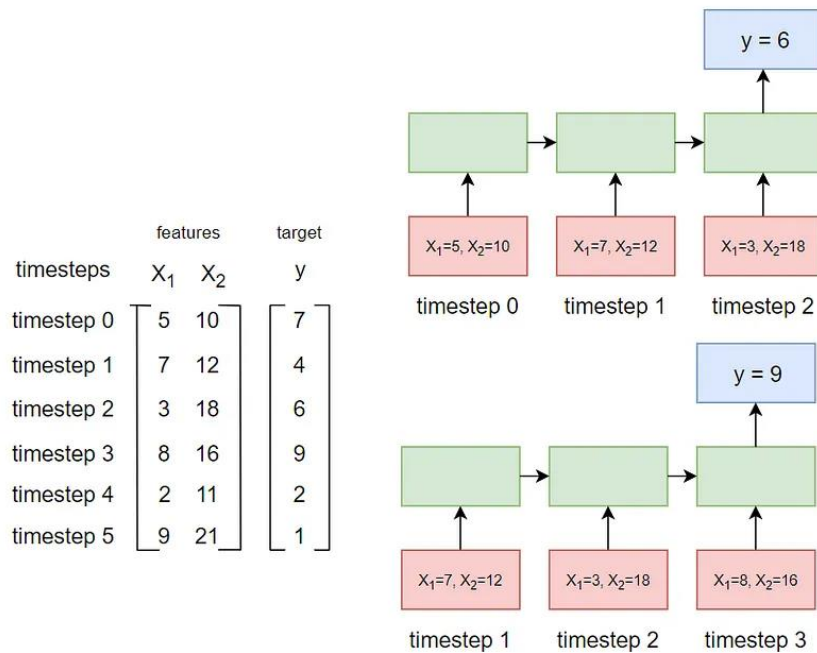 features target
timesteps X₁ X₂ y
timestep 0 5 10 7
timestep 1 7 12 4
timestep 2 3 18 6
timestep 3 8 16 9
timestep 4 2 11 2
timestep 5 9 21 1
y = 6
X₁=5, X₂=10 X₁=7, X₂=12 X₁=3, X₂=18
timestep 0 timestep 1 timestep 2
y = 9
X₁=7, X₂=12 X₁=3, X₂=18 X₁=8, X₂=16
timestep 1 timestep 2 timestep 3